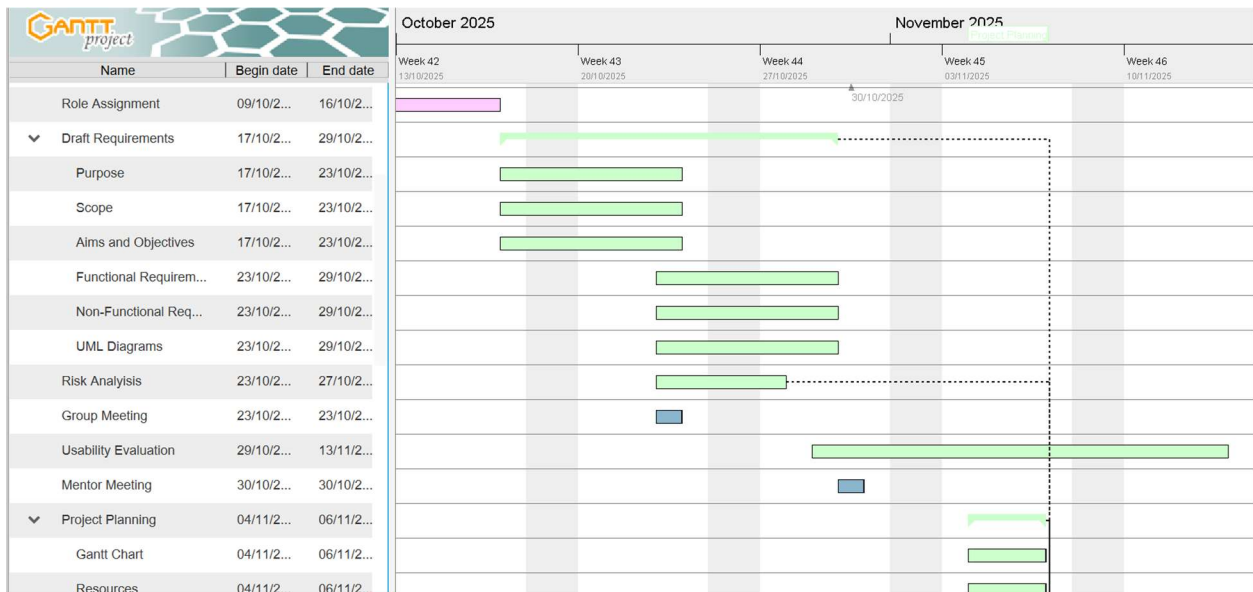 GANTT project
October 2025
November 2025
Project Planning
Name Begin date End date
Week 42
13/10/2025
Week 43
20/10/2025
Week 44
27/10/2025
Week 45
03/11/2025
Week 46
10/11/2025
30/10/2025
Role Assignment 09/10/2... 16/10/2...
Draft Requirements 17/10/2... 29/10/2...
Purpose 17/10/2... 23/10/2...
Scope 17/10/2... 23/10/2...
Aims and Objectives 17/10/2... 23/10/2...
Functional Requirem... 23/10/2... 29/10/2...
Non-Functional Req... 23/10/2... 29/10/2...
UML Diagrams 23/10/2... 29/10/2...
Risk Analyisis 23/10/2... 27/10/2...
Group Meeting 23/10/2... 23/10/2...
Usability Evaluation 29/10/2... 13/11/2...
Mentor Meeting 30/10/2... 30/10/2...
Project Planning 04/11/2... 06/11/2...
Gantt Chart 04/11/2... 06/11/2...
Resources 04/11/2... 06/11/2...